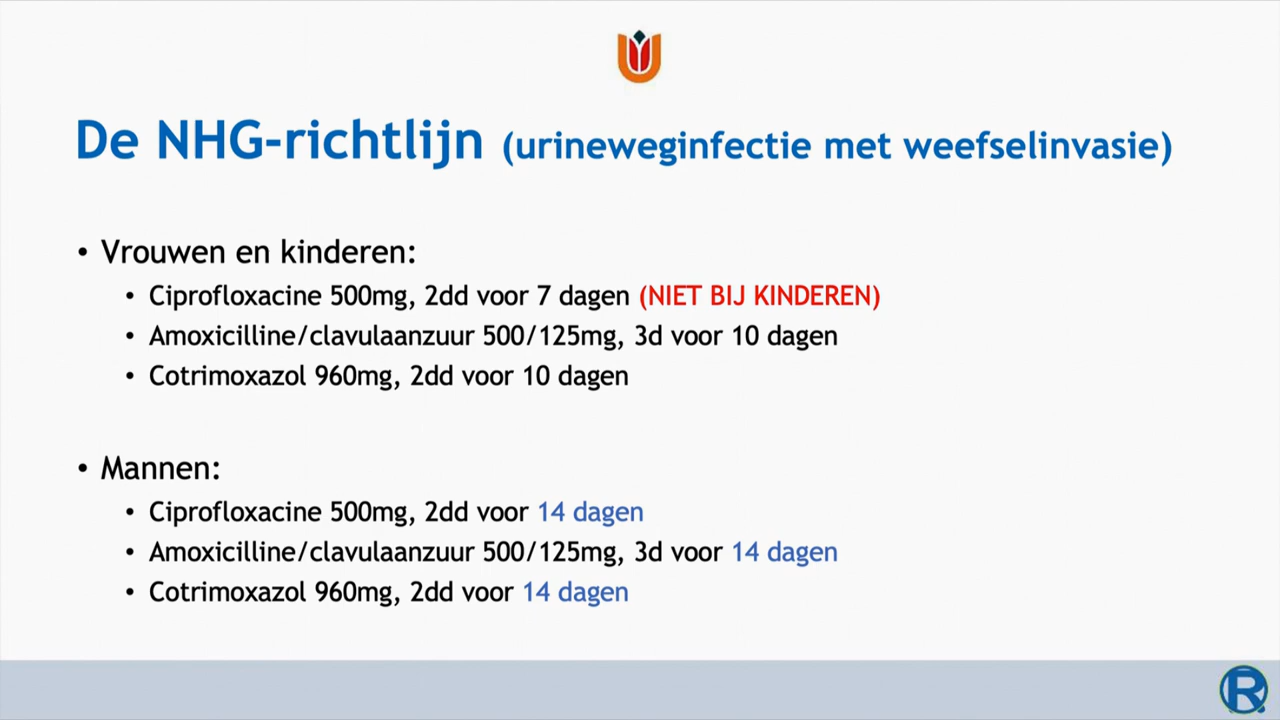 De NHG-richtlijn (urineweginfectie met weefselinvasie)
• Vrouwen en kinderen:
• Ciprofloxacine 500mg, 2dd voor 7 dagen (NIET BIJ KINDEREN)
• Amoxicilline/clavulaanzuur 500/125mg, 3d voor 10 dagen
• Cotrimoxazol 960mg, 2dd voor 10 dagen
• Mannen:
• Ciprofloxacine 500mg, 2dd voor 14 dagen
• Amoxicilline/clavulaanzuur 500/125mg, 3d voor 14 dagen
• Cotrimoxazol 960mg, 2dd voor 14 dagen
R